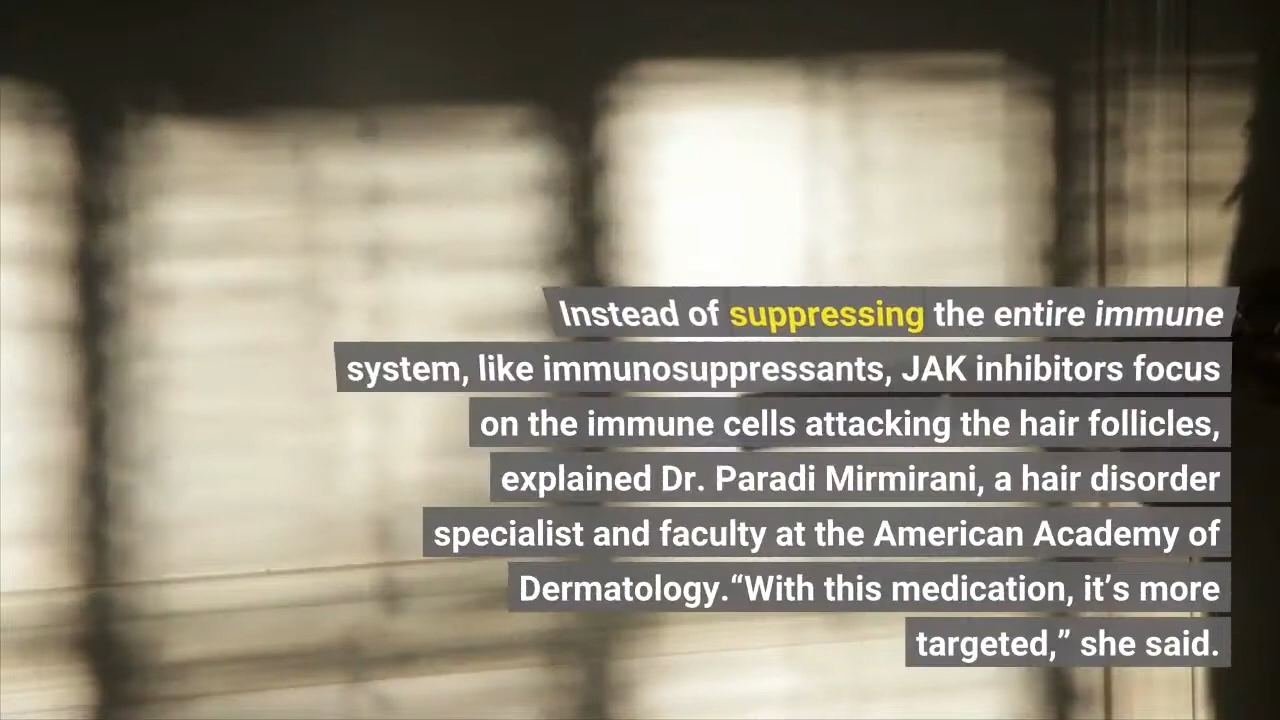 Instead of suppressing the entire immune
system, like immunosuppressants, JAK inhibitors focus
on the immune cells attacking the hair follicles,
explained Dr. Paradi Mirmirani, a hair disorder
specialist and faculty at the American Academy of
Dermatology.“With this medication, it’s more
targeted,” she said.